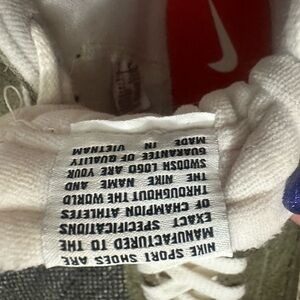 NIKE SPORT SHOES ARE
MANUFACTURED TO THE
EXACT SPECIFICATIONS
OF CHAMPION ATHLETES
THROUGHOUT THE WORLD
THE NIKE NAME AND
SWOOSH LOGO ARE YOUR
GUARANTEE OF QUALITY
MADE IN
VIETNAM